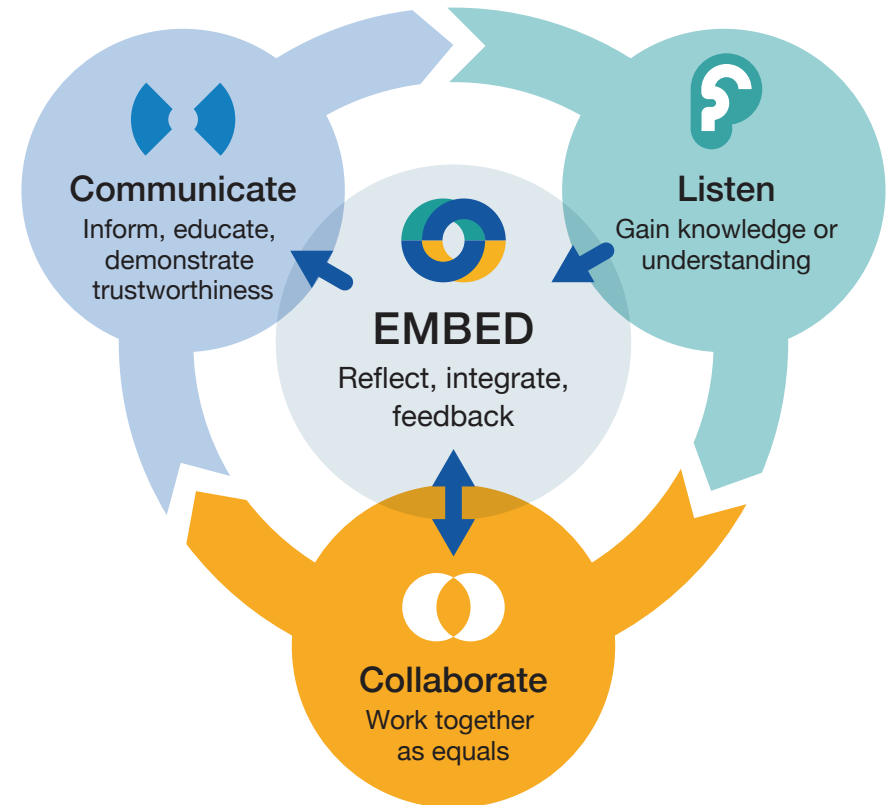 Communicate
Inform, educate,
demonstrate
trustworthiness
Listen
Gain knowledge or
understanding
EMBED
Reflect, integrate,
feedback
Collaborate
Work together
as equals